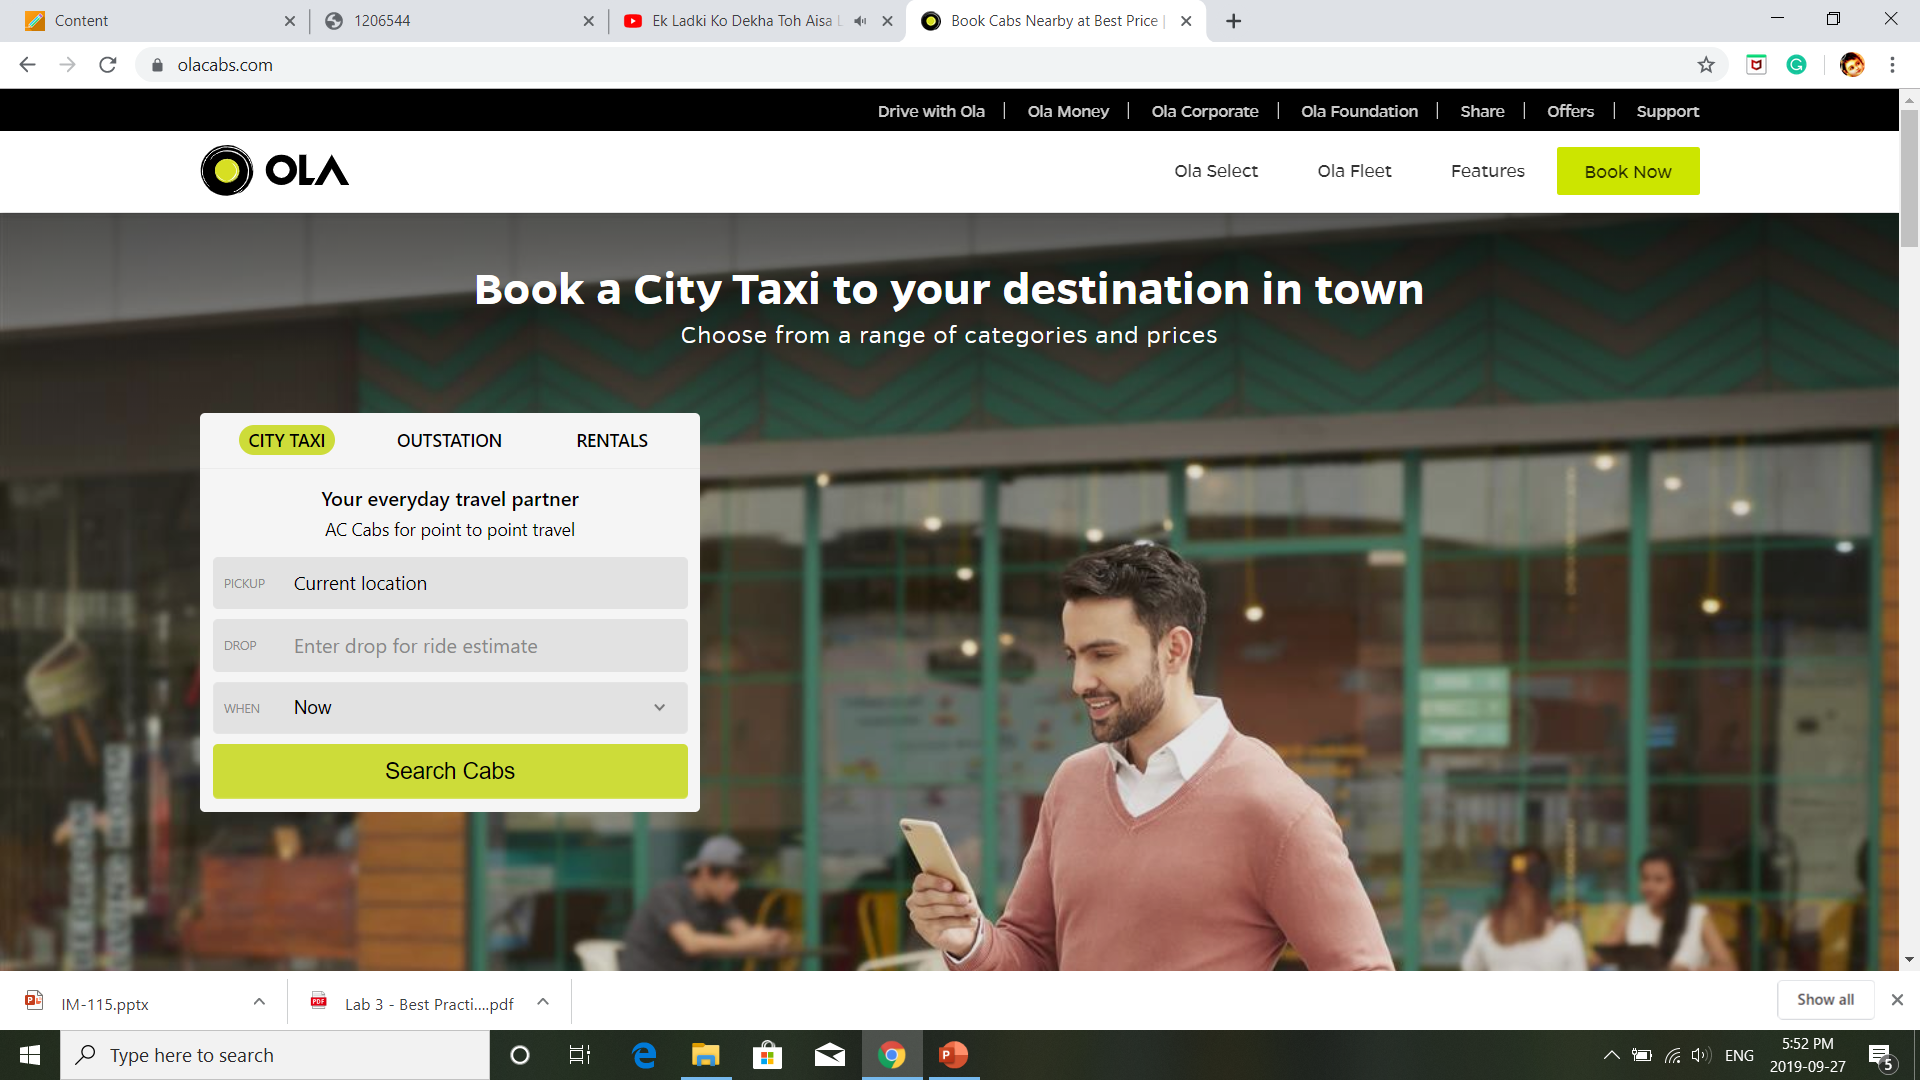 Content
1206544
Ek Ladki Ko Dekha Toh Aisa L
Book Cabs Nearby at Best Price |
olacabs.com
Drive with Ola | Ola Money | Ola Corporate | Ola Foundation | Share | Offers | Support
OLA
Ola Select
Ola Fleet
Features
Book Now
Book a City Taxi to your destination in town
Choose from a range of categories and prices
CITY TAXI
OUTSTATION
RENTALS
Your everyday travel partner
AC Cabs for point to point travel
PICKUP Current location
DROP Enter drop for ride estimate
WHEN Now
Search Cabs
IM-115.pptx
Lab 3 - Best Practi....pdf
Show all
Type here to search
ENG
5:52 PM
2019-09-27
5